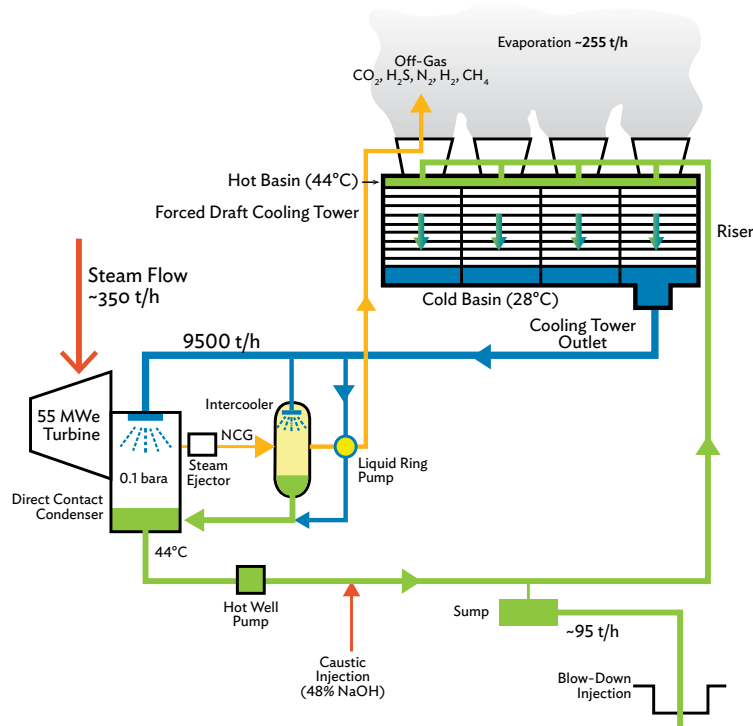 Evaporation ~255 t/h
Off-Gas
CO₂, H₂S, N₂, H₂, CH₄
Hot Basin (44°C)
Forced Draft Cooling Tower
Riser
Steam Flow
~350 t/h
Cold Basin (28°C)
Cooling Tower
Outlet
9500 t/h
55 MWe
Turbine
Intercooler
NCG
Steam
Ejector
Liquid Ring
Pump
0.1 bara
Direct Contact
Condenser
44°C
Hot Well
Pump
Sump
~95 t/h
Caustic
Injection
(48% NaOH)
Blow-Down
Injection